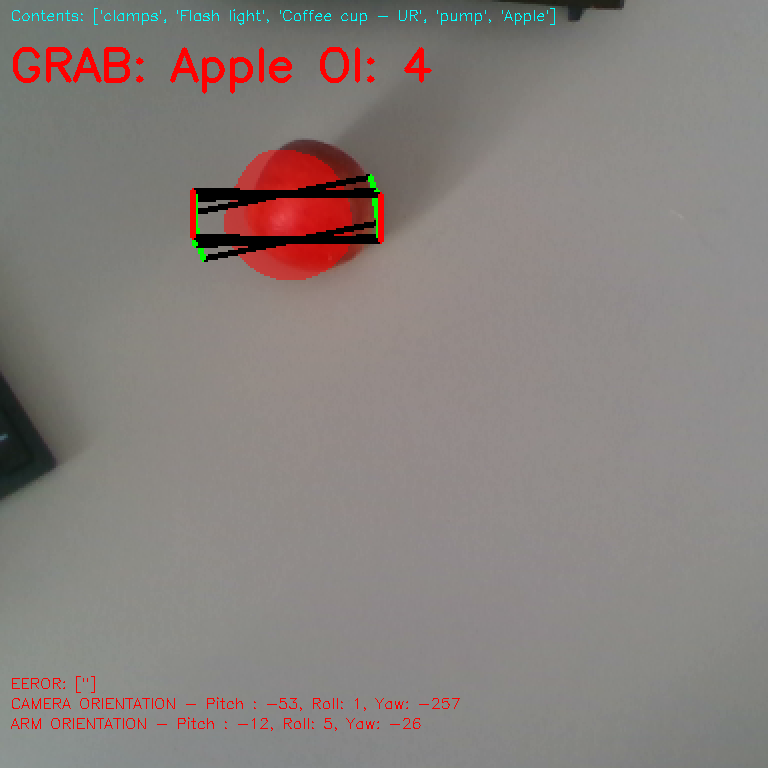 Contents: ['clamps', 'Flash light', 'Coffee cup - UR', 'pump', 'Apple']
GRAB: Apple OI: 4
EEROR: ['']
CAMERA ORIENTATION - Pitch : -53, Roll: 1, Yaw: -257
ARM ORIENTATION - Pitch : -12, Roll: 5, Yaw: -26